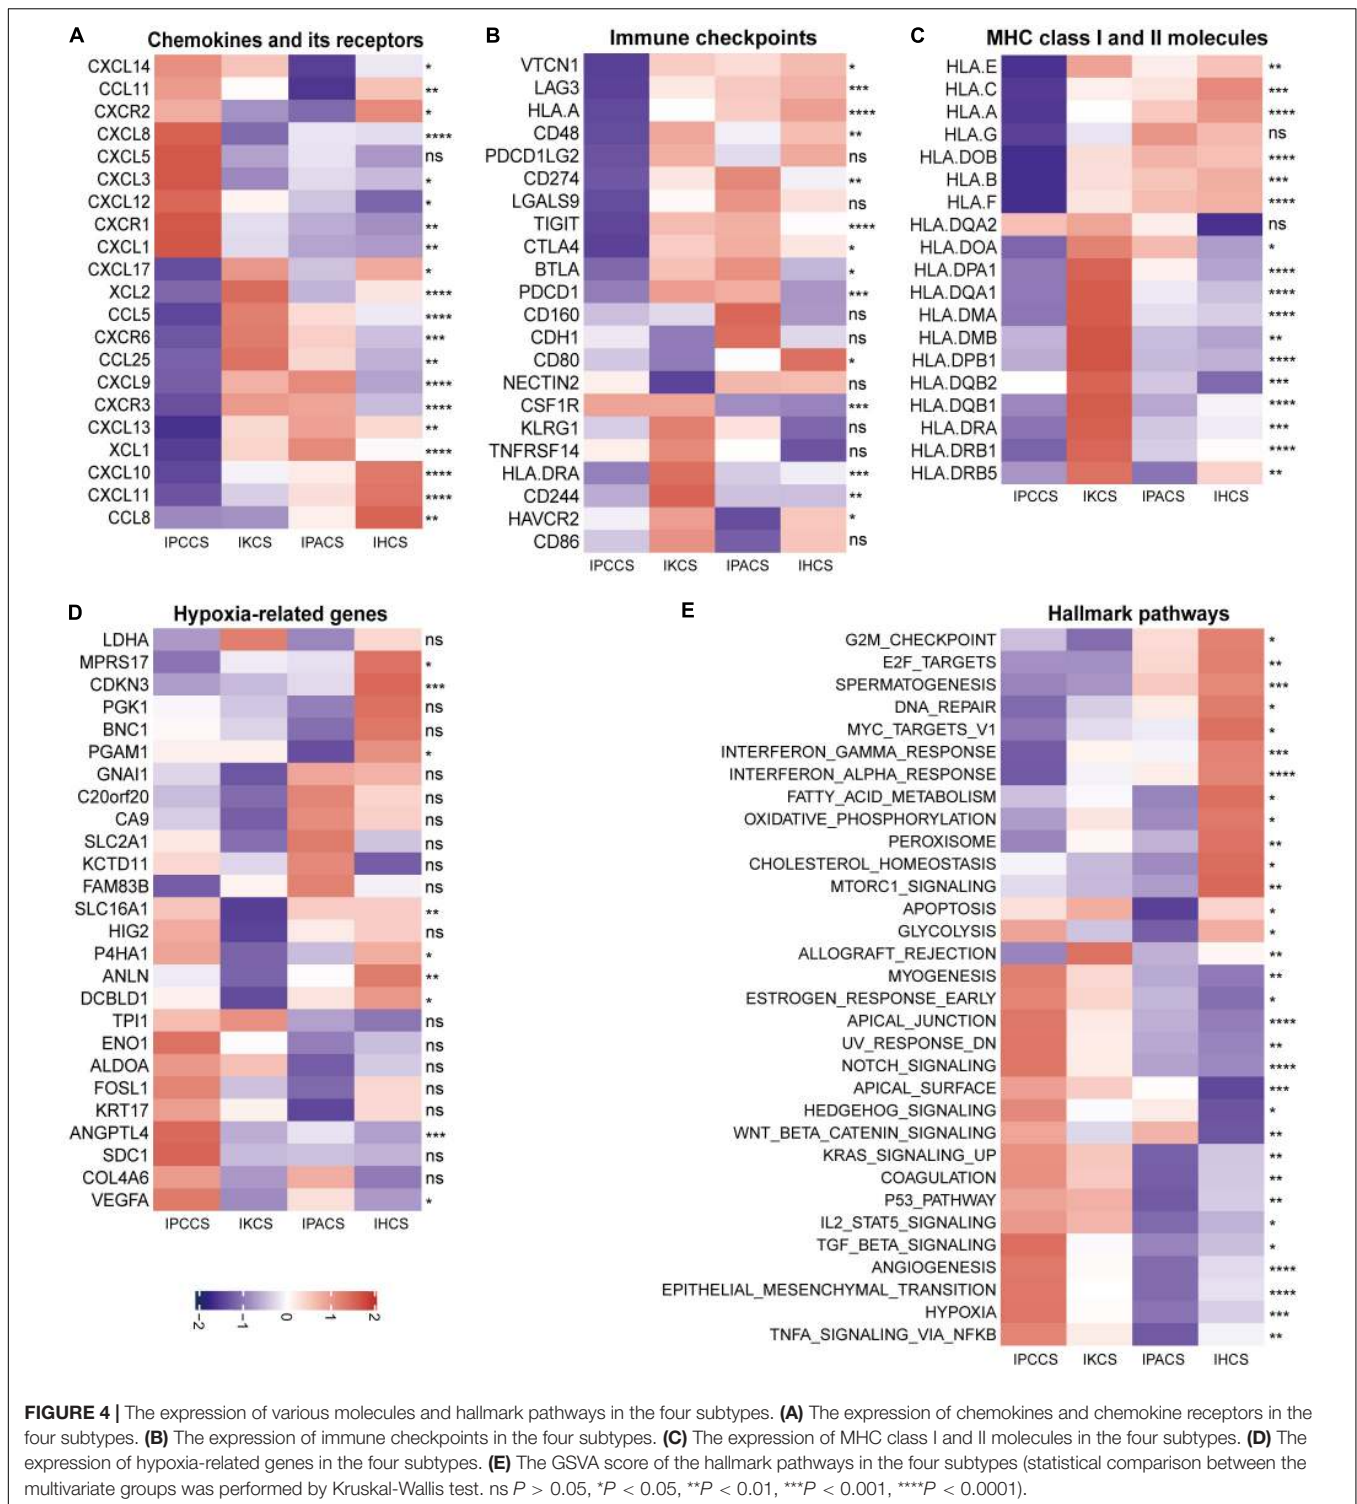 A
Chemokines and its receptors
CXCL14 *
CCL11 **
CXCR2 *
CXCL8 ****
CXCL5 ns
CXCL3 *
CXCL12 *
CXCR1 **
CXCL1 **
CXCL17 *
XCL2 ****
CCL5 ****
CXCR6 ***
CCL25 **
CXCL9 ****
CXCR3 ****
CXCL13 **
XCL1 ****
CXCL10 ****
CXCL11 ****
CCL8 **
IPCCS IKCS IPACS IHCS
B
Immune checkpoints
VTCN1 *
LAG3 ***
HLA.A ****
CD48 **
PDCD1LG2 ns
CD274 **
LGALS9 ns
TIGIT ****
CTLA4 *
BTLA *
PDCD1 ***
CD160 ns
CDH1 ns
CD80 *
NECTIN2 ns
CSF1R ***
KLRG1 ns
TNFRSF14 ns
HLA.DRA ***
CD244 **
HAVCR2 *
CD86 ns
IPCCS IKCS IPACS IHCS
C
MHC class I and II molecules
HLA.E **
HLA.C ***
HLA.A ****
HLA.G ns
HLA.DOB ****
HLA.B ***
HLA.F ****
HLA.DQA2 ns
HLA.DOA *
HLA.DPA1 ****
HLA.DQA1 ****
HLA.DMA ****
HLA.DMB **
HLA.DPB1 ****
HLA.DQB2 ***
HLA.DQB1 ****
HLA.DRA ***
HLA.DRB1 ****
HLA.DRB5 **
IPCCS IKCS IPACS IHCS
D
Hypoxia-related genes
LDHA ns
MPRS17 *
CDKN3 ***
PGK1 ns
BNC1 ns
PGAM1 *
GNAI1 ns
C20orf20 ns
CA9 ns
SLC2A1 ns
KCTD11 ns
FAM83B ns
SLC16A1 **
HIG2 ns
P4HA1 *
ANLN **
DCBLD1 *
TPI1 ns
ENO1 ns
ALDOA ns
FOSL1 ns
KRT17 ns
ANGPTL4 ***
SDC1 ns
COL4A6 ns
VEGFA *
IPCCS IKCS IPACS IHCS
-2 -1 0 1 2
E
Hallmark pathways
G2M_CHECKPOINT *
E2F_TARGETS **
SPERMATOGENESIS ***
DNA_REPAIR *
MYC_TARGETS_V1 *
INTERFERON_GAMMA_RESPONSE ***
INTERFERON_ALPHA_RESPONSE ****
FATTY_ACID_METABOLISM *
OXIDATIVE_PHOSPHORYLATION *
PEROXISOME **
CHOLESTEROL_HOMEOSTASIS *
MTORC1_SIGNALING **
APOPTOSIS *
GLYCOLYSIS *
ALLOGRAFT_REJECTION **
MYOGENESIS **
ESTROGEN_RESPONSE_EARLY *
APICAL_JUNCTION ****
UV_RESPONSE_DN **
NOTCH_SIGNALING ****
APICAL_SURFACE ***
HEDGEHOG_SIGNALING *
WNT_BETA_CATENIN_SIGNALING **
KRAS_SIGNALING_UP **
COAGULATION **
P53_PATHWAY **
IL2_STAT5_SIGNALING *
TGF_BETA_SIGNALING *
ANGIOGENESIS ****
EPITHELIAL_MESENCHYMAL_TRANSITION ****
HYPOXIA ***
TNFA_SIGNALING_VIA_NFKB **
IPCCS IKCS IPACS IHCS
FIGURE 4 | The expression of various molecules and hallmark pathways in the four subtypes. (A) The expression of chemokines and chemokine receptors in the
four subtypes. (B) The expression of immune checkpoints in the four subtypes. (C) The expression of MHC class I and II molecules in the four subtypes. (D) The
expression of hypoxia-related genes in the four subtypes. (E) The GSVA score of the hallmark pathways in the four subtypes (statistical comparison between the
multivariate groups was performed by Kruskal-Wallis test. ns P > 0.05, *P < 0.05, **P < 0.01, ***P < 0.001, ****P < 0.0001).